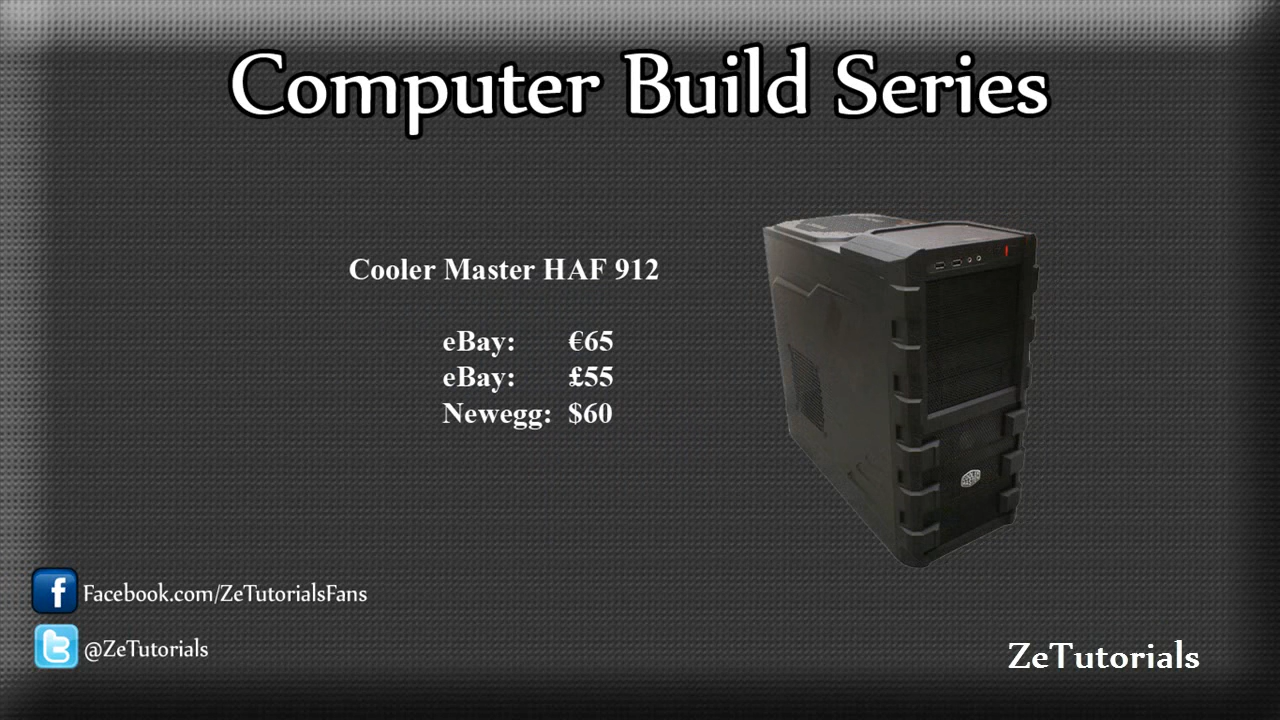 Computer Build Series
Cooler Master HAF 912
eBay: €65
eBay: £55
Newegg: $60
Facebook.com/ZeTutorialsFans
@ZeTutorials
ZeTutorials